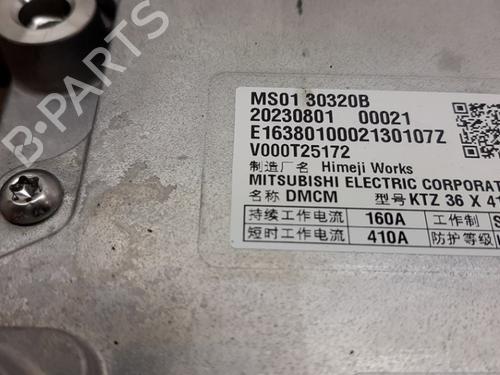 MS01 30320B
20230801 00021
E1638010002130107Z
V000T25172
制造厂名 Himeji Works
MITSUBISHI ELECTRIC CORPORAT
名称 DMCM 型号 KTZ 36 X 41
持续工作电流 160A 工作制 S
短时工作电流 410A 防护等级
B-PARTS